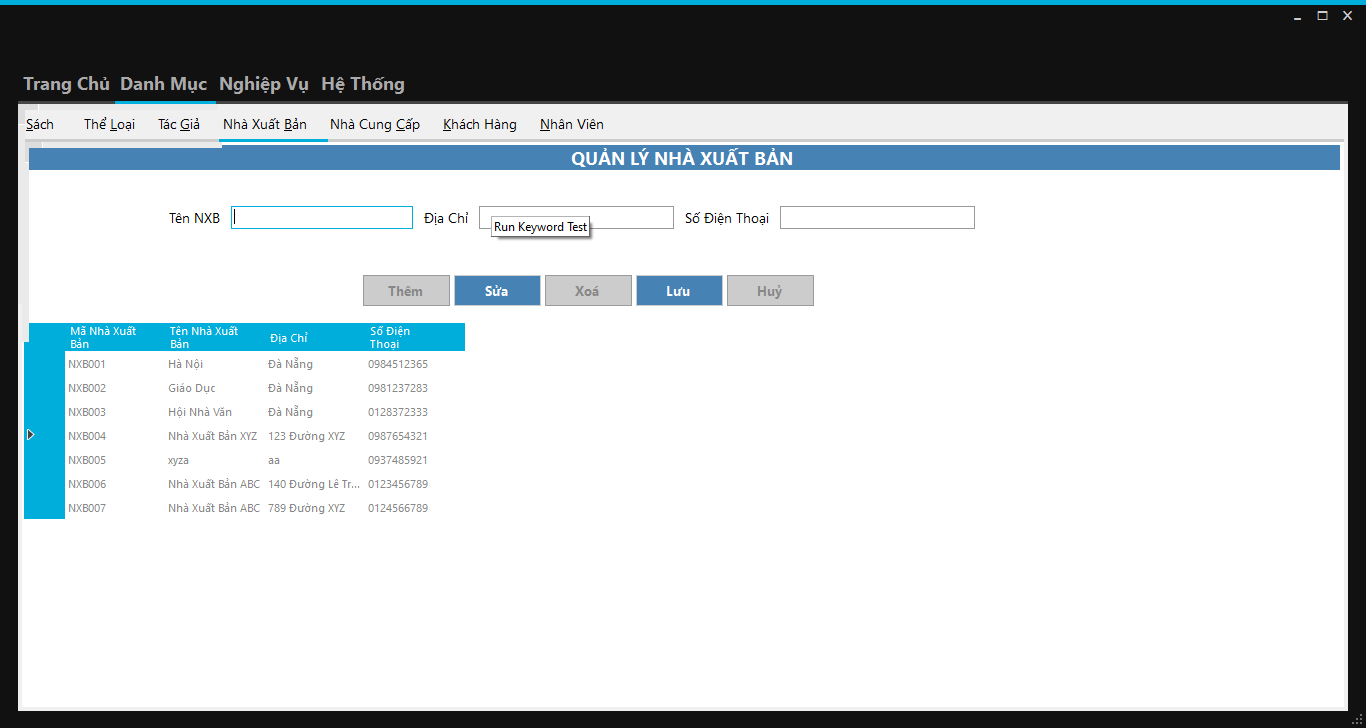 Trang Chủ Danh Mục Nghiệp Vụ Hệ Thống
Sách Thể Loại Tác Giả Nhà Xuất Bản Nhà Cung Cấp Khách Hàng Nhân Viên
QUẢN LÝ NHÀ XUẤT BẢN
Tên NXB Địa Chỉ Số Điện Thoại
Run Keyword Test
Thêm Sửa Xoá Lưu Huỷ
Mã Nhà Xuất Bản Tên Nhà Xuất Bản Địa Chỉ Số Điện Thoại
NXB001 Hà Nội Đà Nẵng 0984512365
NXB002 Giáo Dục Đà Nẵng 0981237283
NXB003 Hội Nhà Văn Đà Nẵng 0128372333
NXB004 Nhà Xuất Bản XYZ 123 Đường XYZ 0987654321
NXB005 xyza aa 0937485921
NXB006 Nhà Xuất Bản ABC 140 Đường Lê Tr... 0123456789
NXB007 Nhà Xuất Bản ABC 789 Đường XYZ 0124566789